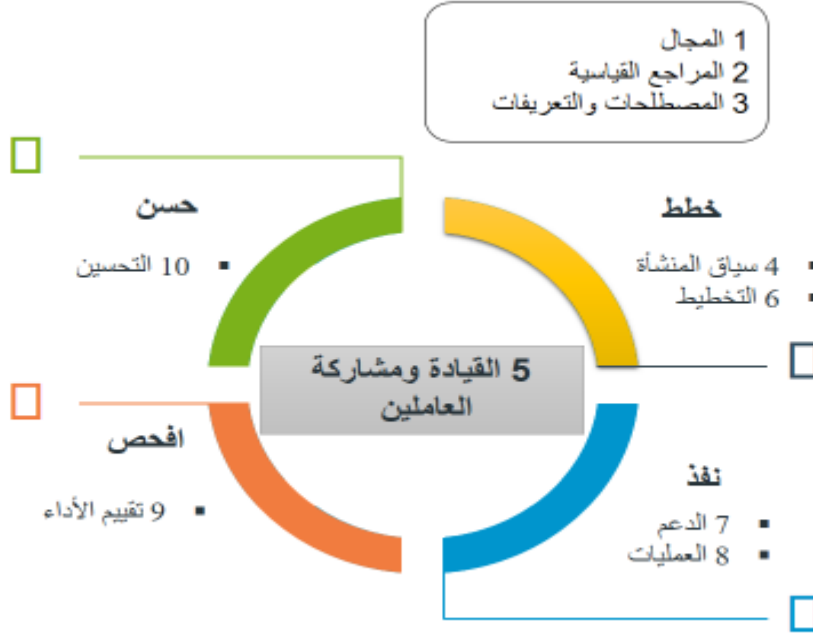 1 المجال
2 المراجع القياسية
3 المصطلحات والتعريفات
خطط
▪ 4 سياق المنشأة
▪ 6 التخطيط
حسن
▪ 10 التحسين
5 القيادة ومشاركة
العاملين
نفذ
▪ 7 الدعم
▪ 8 العمليات
افحص
▪ 9 تقييم الأداء